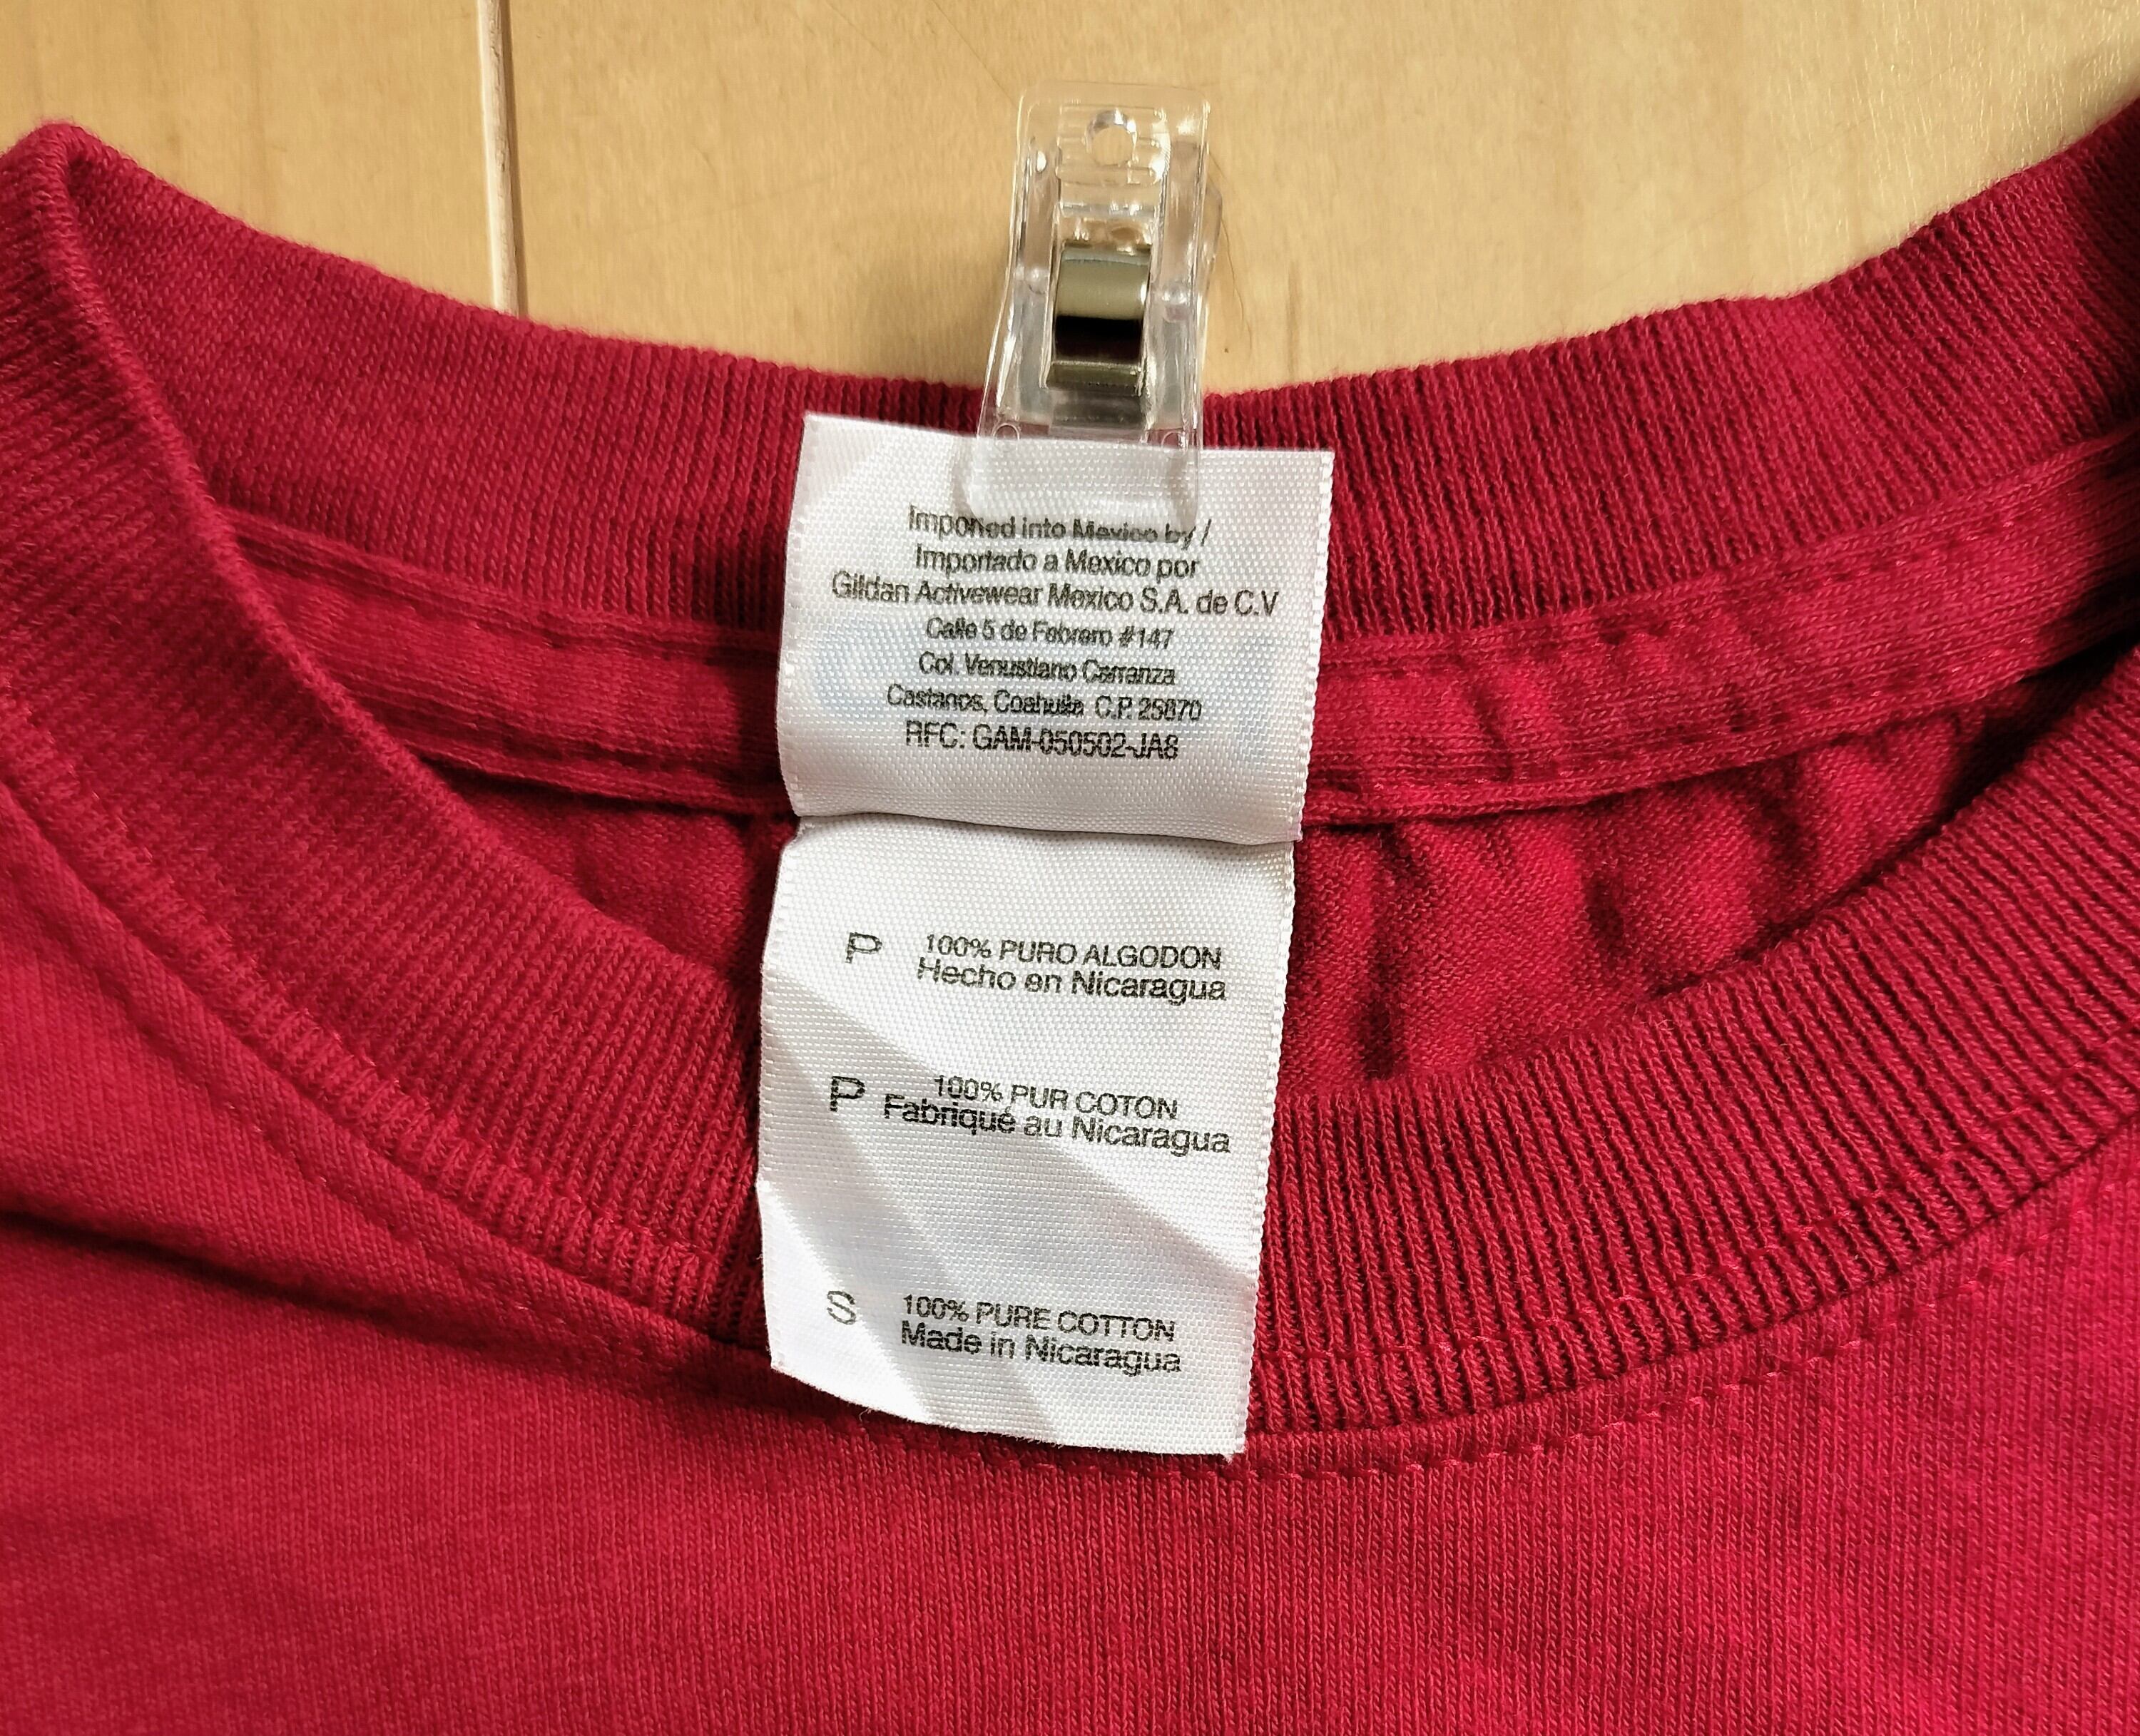 Imported into Mexico by /
Importado a Mexico por
Gildan Activewear Mexico S.A. de C.V
Calle 5 de Febrero #147
Col. Venustiano Carranza
Castanos, Coahuila C.P. 25870
RFC: GAM-050502-JA8
P 100% PURO ALGODON
Hecho en Nicaragua
P 100% PUR COTON
Fabriqué au Nicaragua
S 100% PURE COTTON
Made in Nicaragua